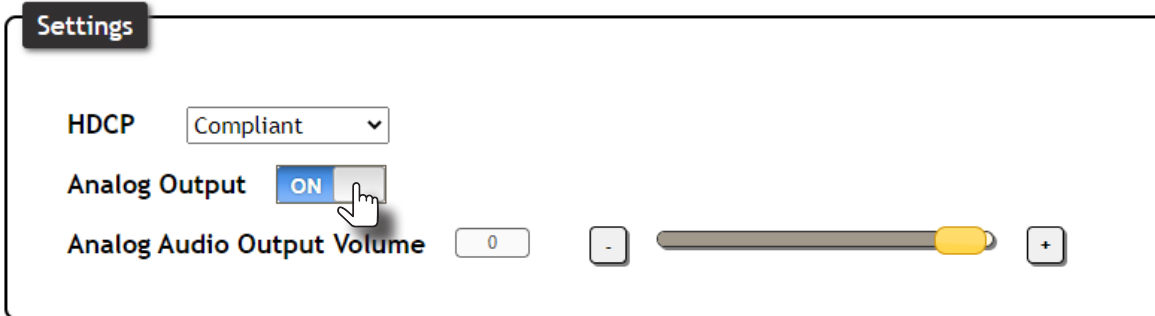 Settings
HDCP Compliant
Analog Output ON
Analog Audio Output Volume 0 - +